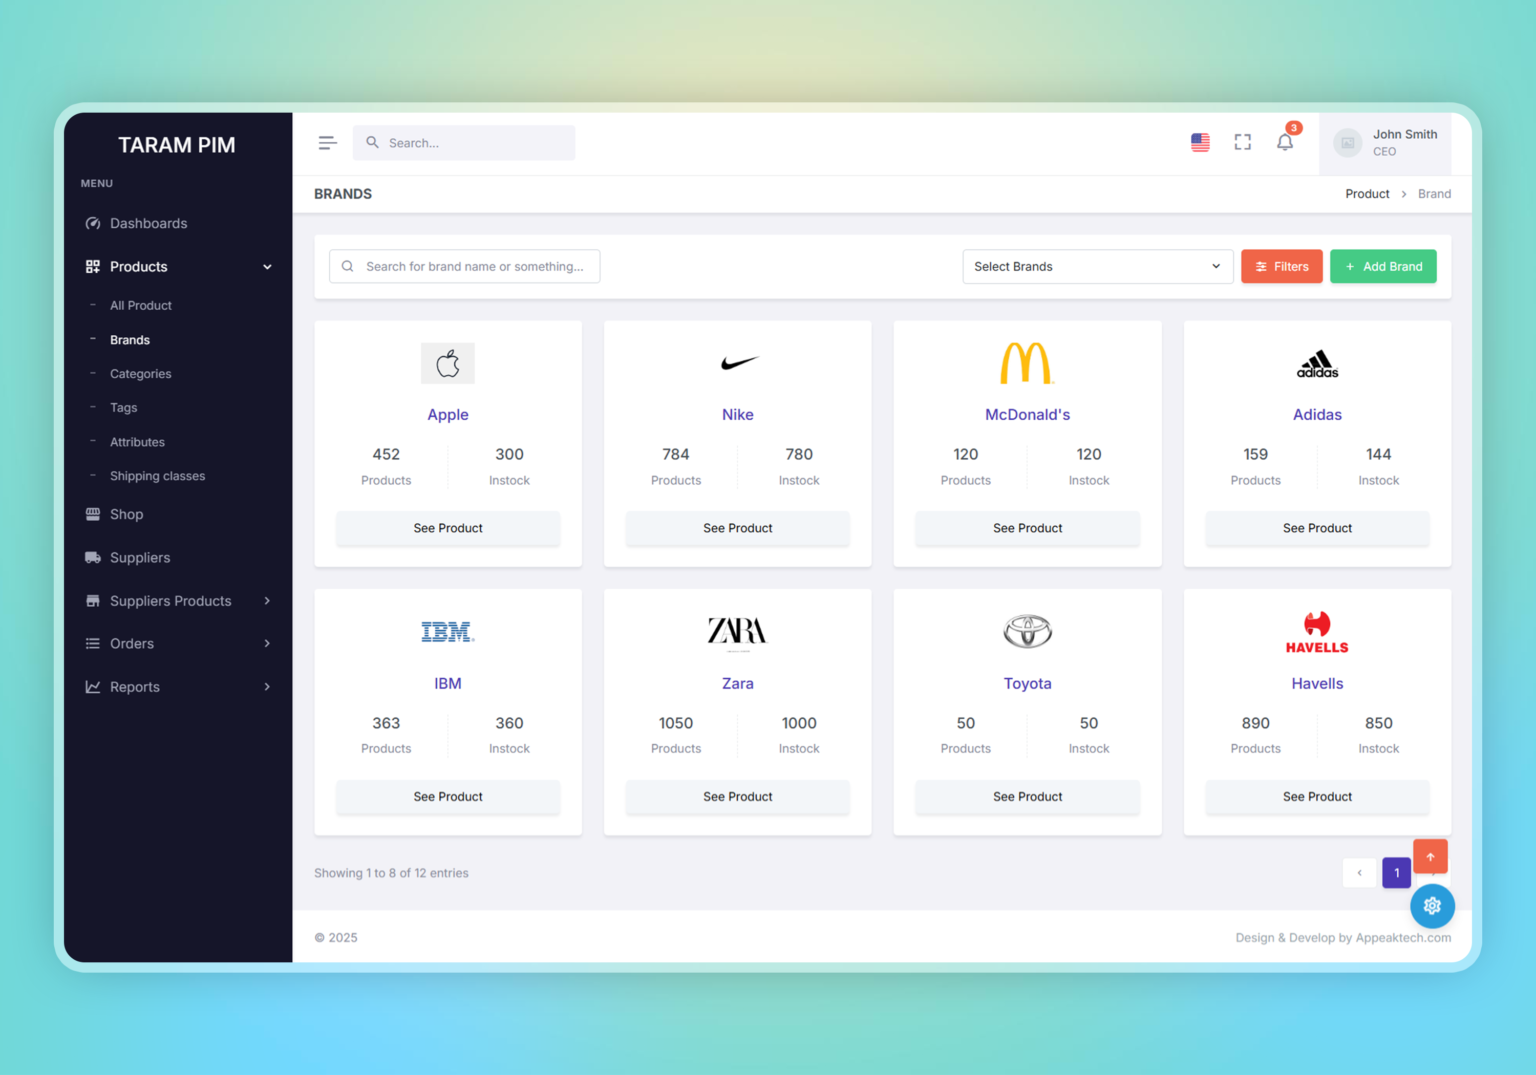 TARAM PIM
MENU
Dashboards
Products
All Product
Brands
Categories
Tags
Attributes
Shipping classes
Shop
Suppliers
Suppliers Products
Orders
Reports
Search...
3
John Smith
CEO
BRANDS
Product > Brand
Search for brand name or something...
Select Brands
Filters
+ Add Brand
Apple
452 300
Products Instock
See Product
Nike
784 780
Products Instock
See Product
McDonald's
120 120
Products Instock
See Product
adidas
Adidas
159 144
Products Instock
See Product
IBM
IBM
363 360
Products Instock
See Product
ZARA
Zara
1050 1000
Products Instock
See Product
Toyota
50 50
Products Instock
See Product
HAVELLS
Havells
890 850
Products Instock
See Product
Showing 1 to 8 of 12 entries
1
© 2025
Design & Develop by Appeaktech.com